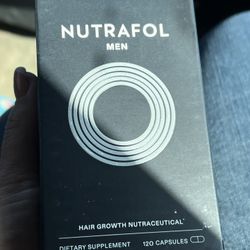 NUTRAFOL
MEN
HAIR GROWTH NUTRACEUTICAL
DIETARY SUPPLEMENT 120 CAPSULES